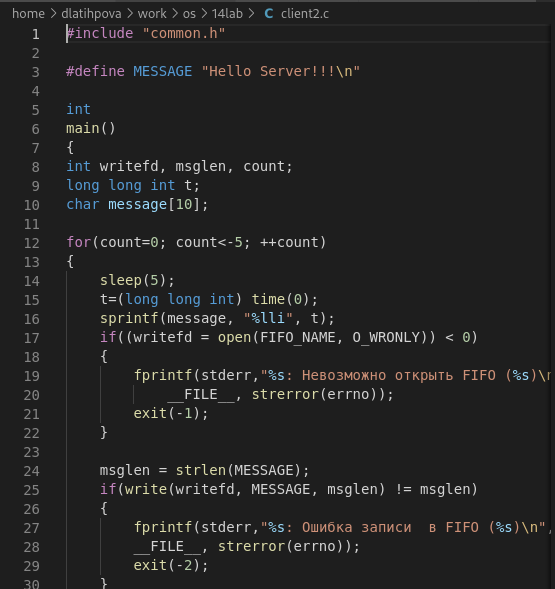 home > dlatihpova > work > os > 14lab > C client2.c
1 #include "common.h"
2
3 #define MESSAGE "Hello Server!!!\n"
4
5 int
6 main()
7 {
8 int writefd, msglen, count;
9 long long int t;
10 char message[10];
11
12 for(count=0; count<-5; ++count)
13 {
14 sleep(5);
15 t=(long long int) time(0);
16 sprintf(message, "%lli", t);
17 if((writefd = open(FIFO_NAME, O_WRONLY)) < 0)
18 {
19 fprintf(stderr,"%s: Невозможно открыть FIFO (%s)\n
20 __FILE__, strerror(errno));
21 exit(-1);
22 }
23
24 msglen = strlen(MESSAGE);
25 if(write(writefd, MESSAGE, msglen) != msglen)
26 {
27 fprintf(stderr,"%s: Ошибка записи  в FIFO (%s)\n",
28 __FILE__, strerror(errno));
29 exit(-2);
30 }